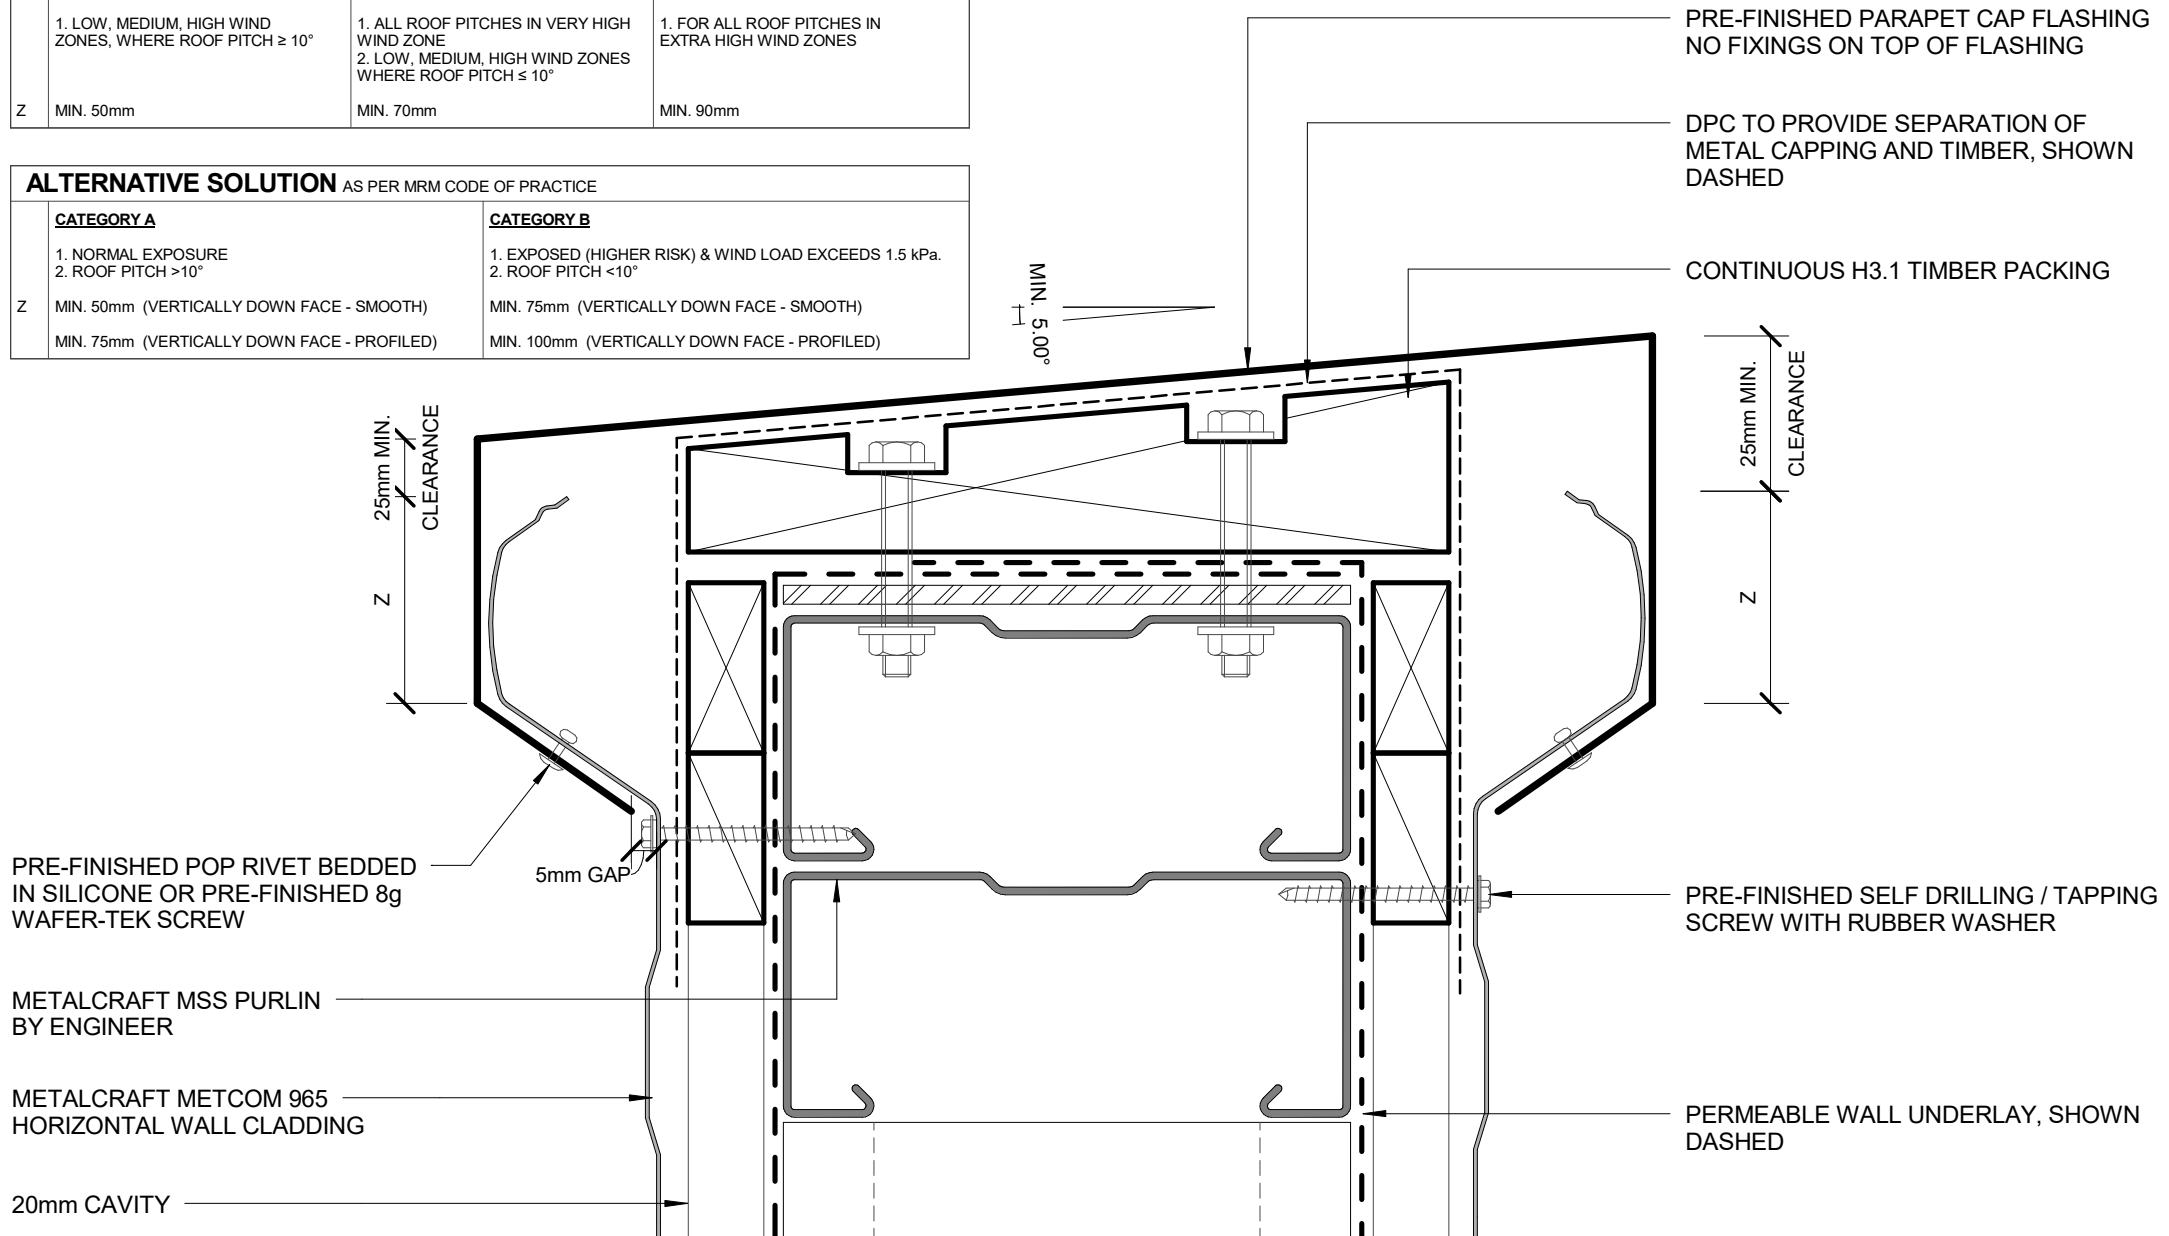 1. LOW, MEDIUM, HIGH WIND
ZONES, WHERE ROOF PITCH ≥ 10°
1. ALL ROOF PITCHES IN VERY HIGH
WIND ZONE
2. LOW, MEDIUM, HIGH WIND ZONES
WHERE ROOF PITCH ≤ 10°
1. FOR ALL ROOF PITCHES IN
EXTRA HIGH WIND ZONES
Z
MIN. 50mm
MIN. 70mm
MIN. 90mm
ALTERNATIVE SOLUTION AS PER MRM CODE OF PRACTICE
CATEGORY A
1. NORMAL EXPOSURE
2. ROOF PITCH >10°
CATEGORY B
1. EXPOSED (HIGHER RISK) & WIND LOAD EXCEEDS 1.5 kPa.
2. ROOF PITCH <10°
Z
MIN. 50mm (VERTICALLY DOWN FACE - SMOOTH)
MIN. 75mm (VERTICALLY DOWN FACE - PROFILED)
MIN. 75mm (VERTICALLY DOWN FACE - SMOOTH)
MIN. 100mm (VERTICALLY DOWN FACE - PROFILED)
PRE-FINISHED PARAPET CAP FLASHING
NO FIXINGS ON TOP OF FLASHING
DPC TO PROVIDE SEPARATION OF
METAL CAPPING AND TIMBER, SHOWN
DASHED
CONTINUOUS H3.1 TIMBER PACKING
MIN. 5.00°
25mm MIN.
CLEARANCE
Z
25mm MIN.
CLEARANCE
Z
5mm GAP
PRE-FINISHED POP RIVET BEDDED
IN SILICONE OR PRE-FINISHED 8g
WAFER-TEK SCREW
METALCRAFT MSS PURLIN
BY ENGINEER
METALCRAFT METCOM 965
HORIZONTAL WALL CLADDING
20mm CAVITY
PRE-FINISHED SELF DRILLING / TAPPING
SCREW WITH RUBBER WASHER
PERMEABLE WALL UNDERLAY, SHOWN
DASHED